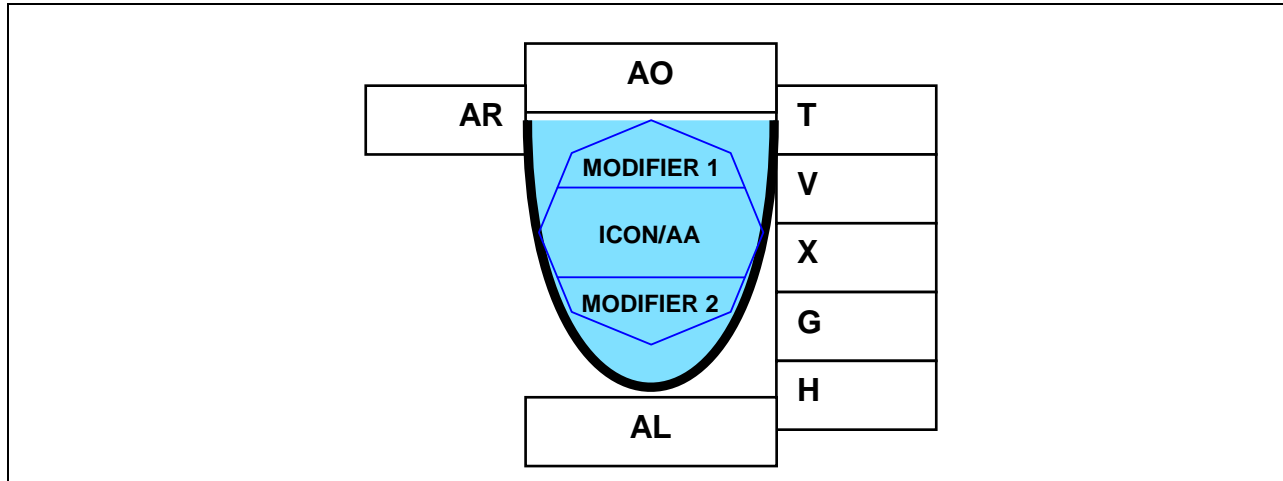 AO
AR
T
MODIFIER 1
V
ICON/AA
X
MODIFIER 2
G
H
AL